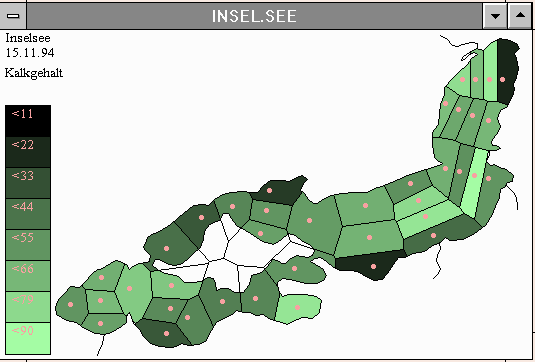 INSEL.SEE
Inselsee
15.11.94
Kalkgehalt
<11
<22
<33
<44
<55
<66
<90